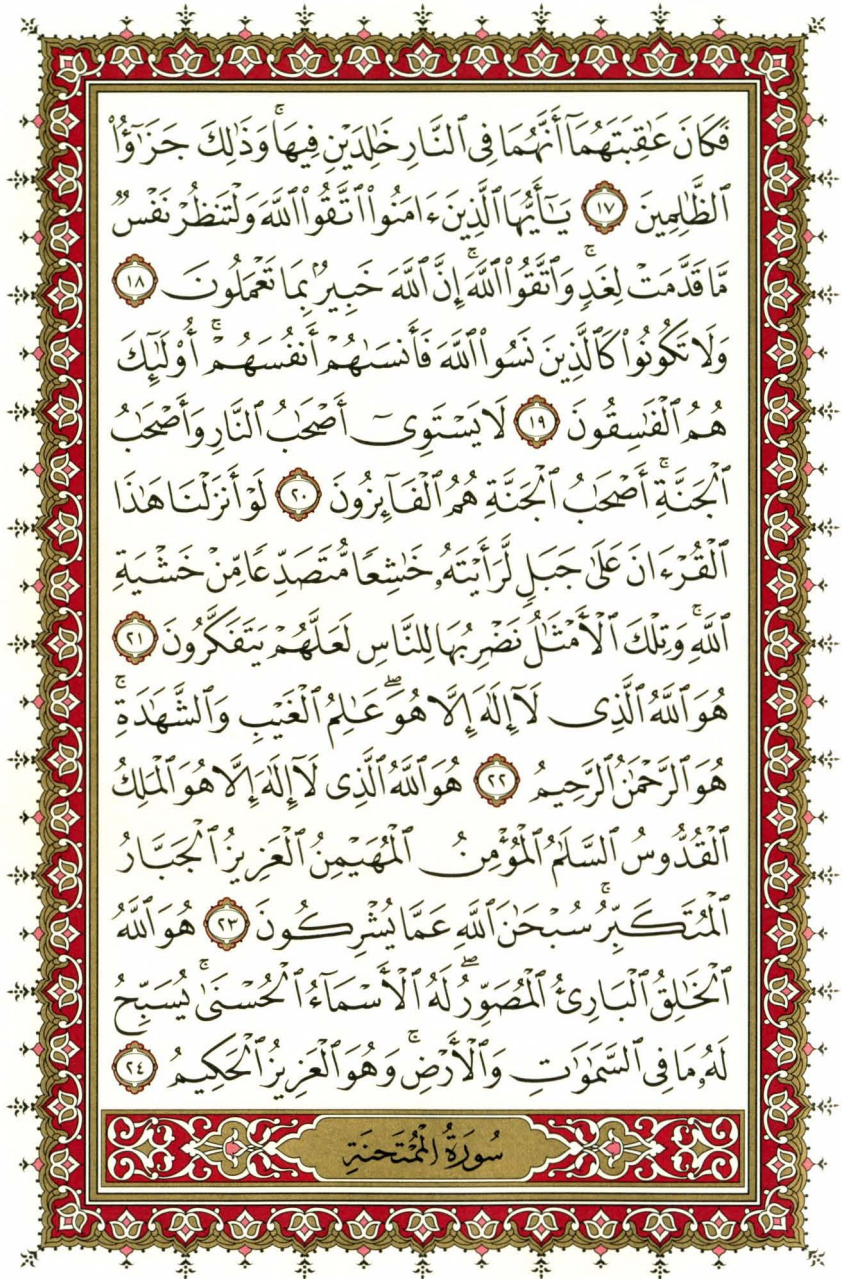 فَكَانَ عَٰقِبَتَهُمَآ أَنَّهُمَا فِى ٱلنَّارِ خَٰلِدَيْنِ فِيهَا ۚ وَذَٰلِكَ جَزَٰٓؤُا۟
ٱلظَّٰلِمِينَ ١٧ يَٰٓأَيُّهَا ٱلَّذِينَ ءَامَنُوا۟ ٱتَّقُوا۟ ٱللَّهَ وَلْتَنظُرْ نَفْسٌ
مَّا قَدَّمَتْ لِغَدٍ ۖ وَٱتَّقُوا۟ ٱللَّهَ ۚ إِنَّ ٱللَّهَ خَبِيرٌۢ بِمَا تَعْمَلُونَ ١٨
وَلَا تَكُونُوا۟ كَٱلَّذِينَ نَسُوا۟ ٱللَّهَ فَأَنسَىٰهُمْ أَنفُسَهُمْ ۚ أُو۟لَٰٓئِكَ
هُمُ ٱلْفَٰسِقُونَ ١٩ لَا يَسْتَوِىٓ أَصْحَٰبُ ٱلنَّارِ وَأَصْحَٰبُ
ٱلْجَنَّةِ ۚ أَصْحَٰبُ ٱلْجَنَّةِ هُمُ ٱلْفَآئِزُونَ ٢٠ لَوْ أَنزَلْنَا هَٰذَا
ٱلْقُرْءَانَ عَلَىٰ جَبَلٍ لَّرَأَيْتَهُۥ خَٰشِعًا مُّتَصَدِّعًا مِّنْ خَشْيَةِ
ٱللَّهِ ۚ وَتِلْكَ ٱلْأَمْثَٰلُ نَضْرِبُهَا لِلنَّاسِ لَعَلَّهُمْ يَتَفَكَّرُونَ ٢١
هُوَ ٱللَّهُ ٱلَّذِى لَآ إِلَٰهَ إِلَّا هُوَ ۖ عَٰلِمُ ٱلْغَيْبِ وَٱلشَّهَٰدَةِ ۖ
هُوَ ٱلرَّحْمَٰنُ ٱلرَّحِيمُ ٢٢ هُوَ ٱللَّهُ ٱلَّذِى لَآ إِلَٰهَ إِلَّا هُوَ ٱلْمَلِكُ
ٱلْقُدُّوسُ ٱلسَّلَٰمُ ٱلْمُؤْمِنُ ٱلْمُهَيْمِنُ ٱلْعَزِيزُ ٱلْجَبَّارُ
ٱلْمُتَكَبِّرُ ۚ سُبْحَٰنَ ٱللَّهِ عَمَّا يُشْرِكُونَ ٢٣ هُوَ ٱللَّهُ
ٱلْخَٰلِقُ ٱلْبَارِئُ ٱلْمُصَوِّرُ ۖ لَهُ ٱلْأَسْمَآءُ ٱلْحُسْنَىٰ ۚ يُسَبِّحُ
لَهُۥ مَا فِى ٱلسَّمَٰوَٰتِ وَٱلْأَرْضِ ۖ وَهُوَ ٱلْعَزِيزُ ٱلْحَكِيمُ ٢٤
سُورَةُ المُمْتَحنَةِ